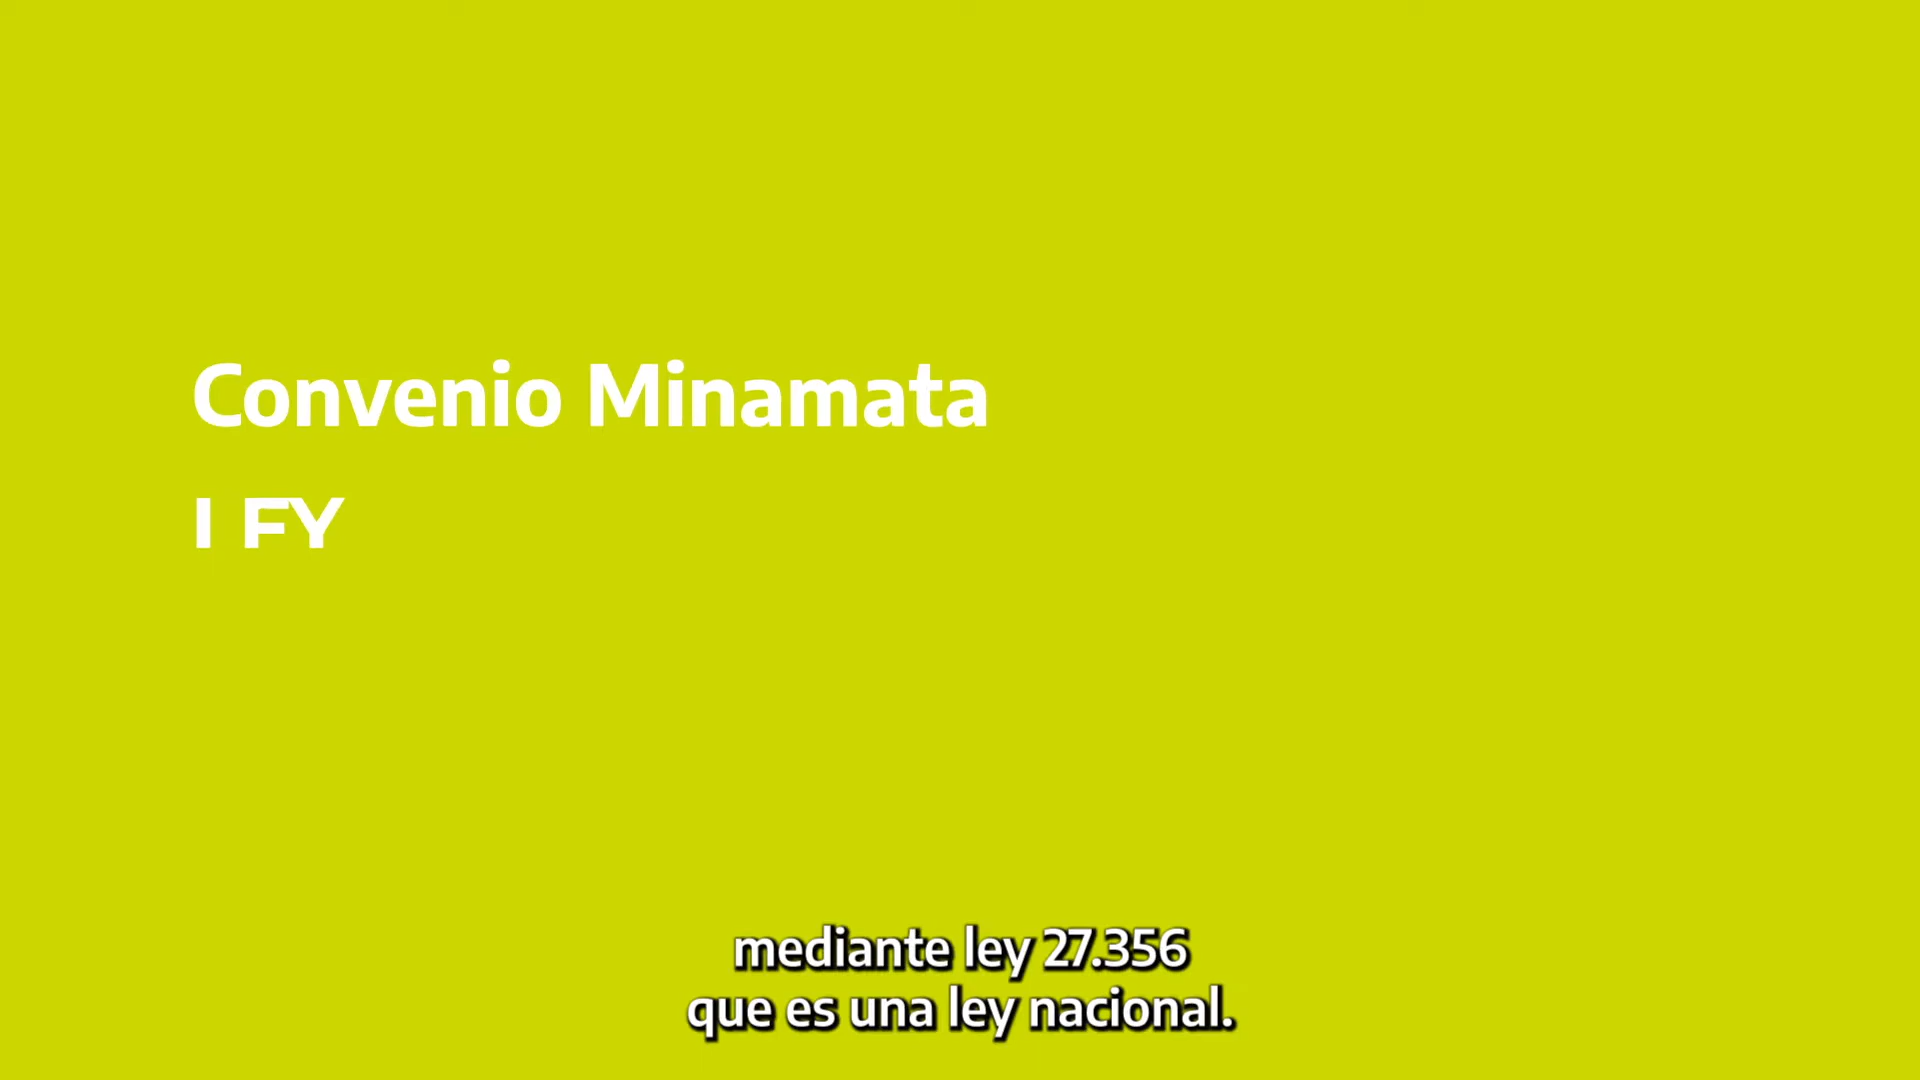 Convenio Minamata
LEY
mediante ley 27.356
que es una ley nacional.